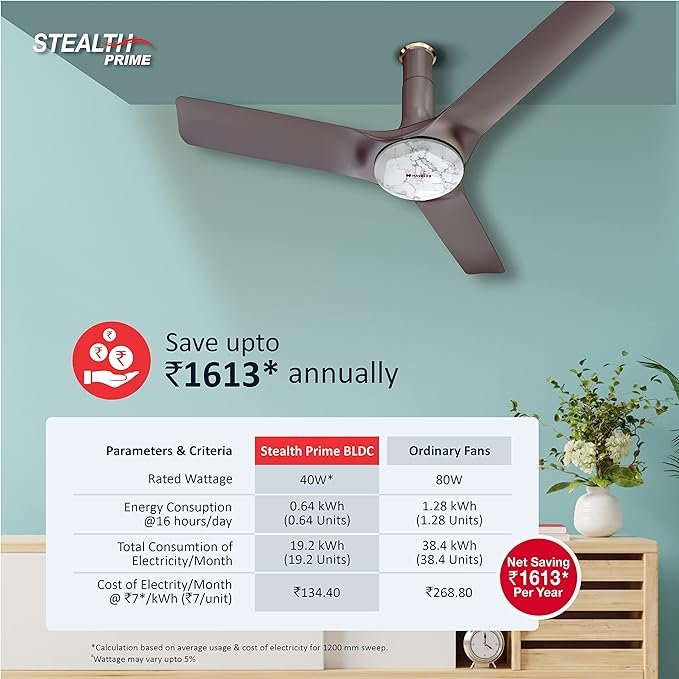 STEALTH
PRIME
HAVELLS
Save upto
₹1613* annually
Parameters & Criteria Stealth Prime BLDC Ordinary Fans
Rated Wattage 40W* 80W
Energy Consuption 0.64 kWh 1.28 kWh
@16 hours/day (0.64 Units) (1.28 Units)
Total Consumtion of 19.2 kWh 38.4 kWh
Electricity/Month (19.2 Units) (38.4 Units)
Cost of Electrity/Month
@ ₹7*/kWh (₹7/unit) ₹134.40 ₹268.80
Net Saving
₹1613*
Per Year
*Calculation based on average usage & cost of electricity for 1200 mm sweep.
*Wattage may vary upto 5%